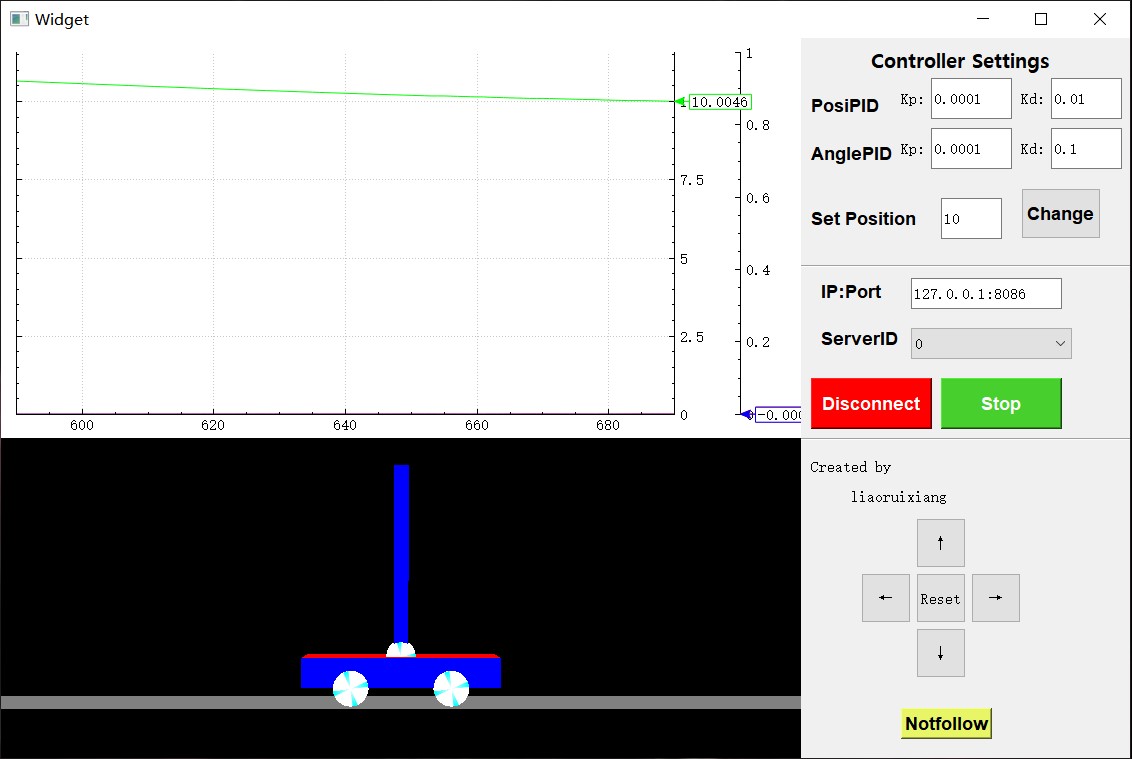 Widget
10.0046
7.5
5
2.5
0
600
620
640
660
680
1
0.8
0.6
0.4
0.2
-0.000
Controller Settings
PosiPID Kp: 0.0001 Kd: 0.01
AnglePID Kp: 0.0001 Kd: 0.1
Set Position 10 Change
IP:Port 127.0.0.1:8086
ServerID 0
Disconnect Stop
Created by
liaoruixiang
↑
← Reset →
↓
Notfollow